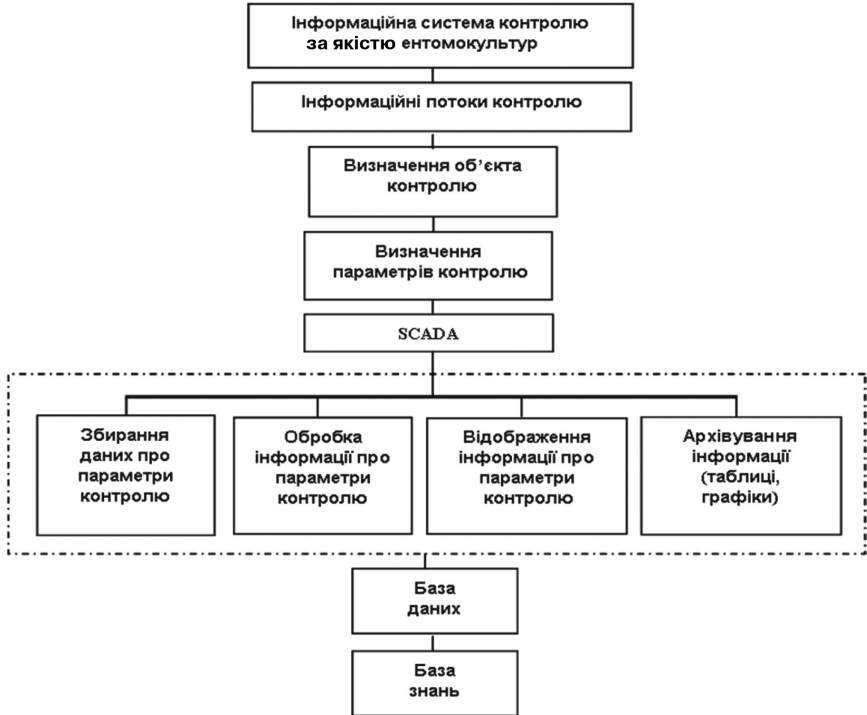 Інформаційна система контролю
за якістю ентомокультур
Інформаційні потоки контролю
Визначення об’єкта
контролю
Визначення
параметрів контролю
SCADA
Збирання
даних про
параметри
контролю
Обробка
інформації про
параметри
контролю
Відображення
інформації про
параметри
контролю
Архівування
інформації
(таблиці,
графіки)
База
даних
База
знань